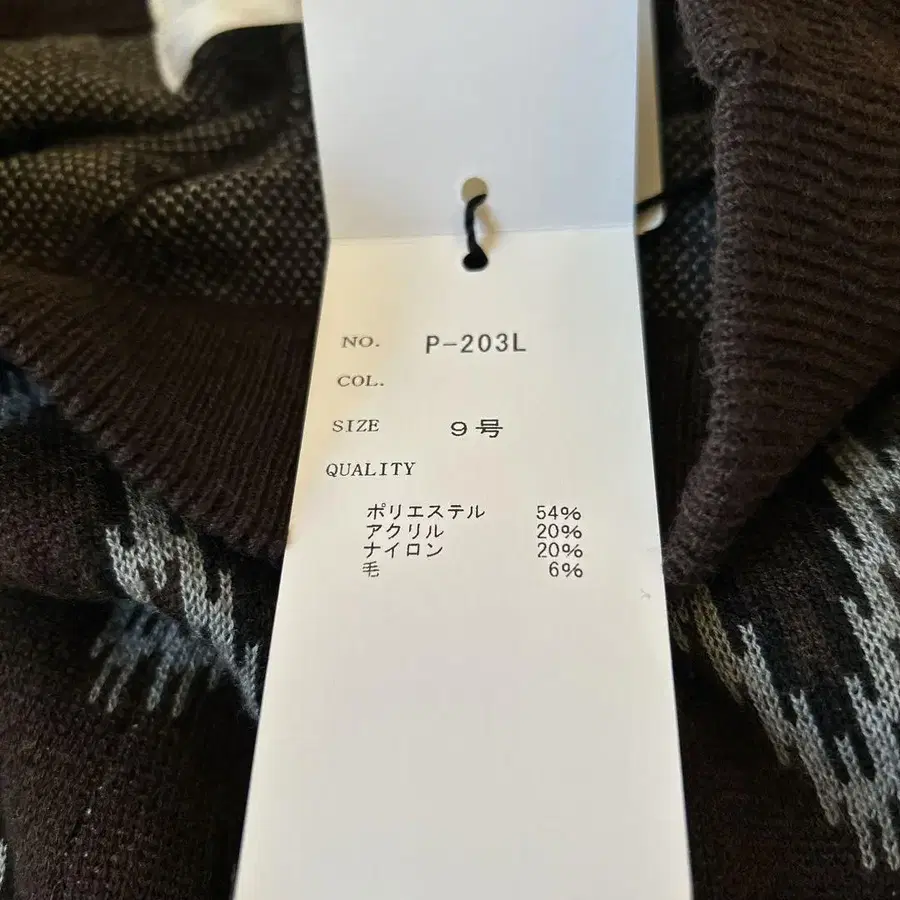 NO. P-203L
COL.
SIZE 9号
QUALITY
ポリエステル 54%
アクリル 20%
ナイロン 20%
毛 6%